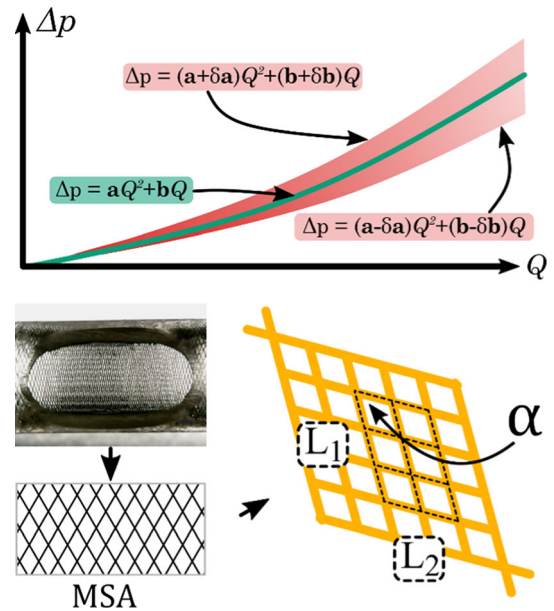 Δp
Δp = (a+δa)Q²+(b+δb)Q
Δp = aQ²+bQ
Δp = (a-δa)Q²+(b-δb)Q
Q
α
L₁
L₂
MSA